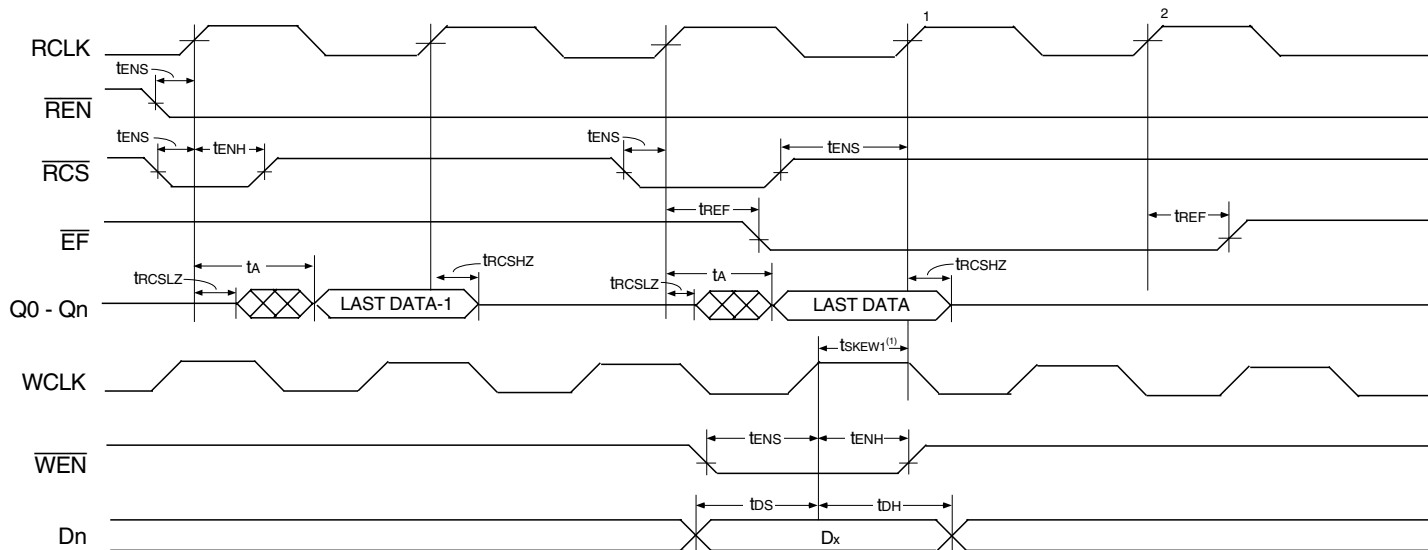 1 2
RCLK
tENS
REN
tENS tENH tENS tENS
RCS
tREF tREF
EF
tRCSLZ tA tRCSHZ tRCSLZ tA tRCSHZ
Q0 - Qn LAST DATA-1 LAST DATA
tSKEW1(1)
WCLK
tENS tENH
WEN
tDS tDH
Dn Dx